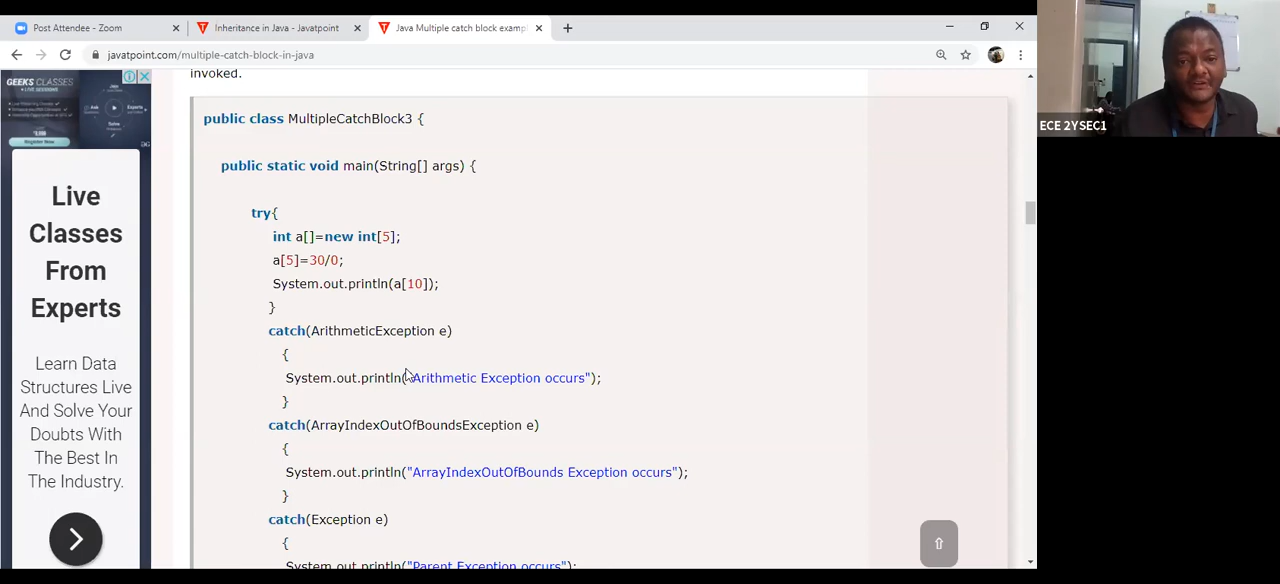 Post Attendee - Zoom
Inheritance in Java - Javatpoint
Java Multiple catch block exampl
javatpoint.com/multiple-catch-block-in-java
invoked.
GEEKS CLASSES
LIVE SESSIONS
Register Now
Live
Classes
From
Experts
Learn Data
Structures Live
And Solve Your
Doubts With
The Best In
The Industry.
public class MultipleCatchBlock3 {
public static void main(String[] args) {
try{
int a[]=new int[5];
a[5]=30/0;
System.out.println(a[10]);
}
catch(ArithmeticException e)
{
System.out.println("Arithmetic Exception occurs");
}
catch(ArrayIndexOutOfBoundsException e)
{
System.out.println("ArrayIndexOutOfBounds Exception occurs");
}
catch(Exception e)
{
System.out.println("Parent Exception occurs");
ECE 2YSEC1